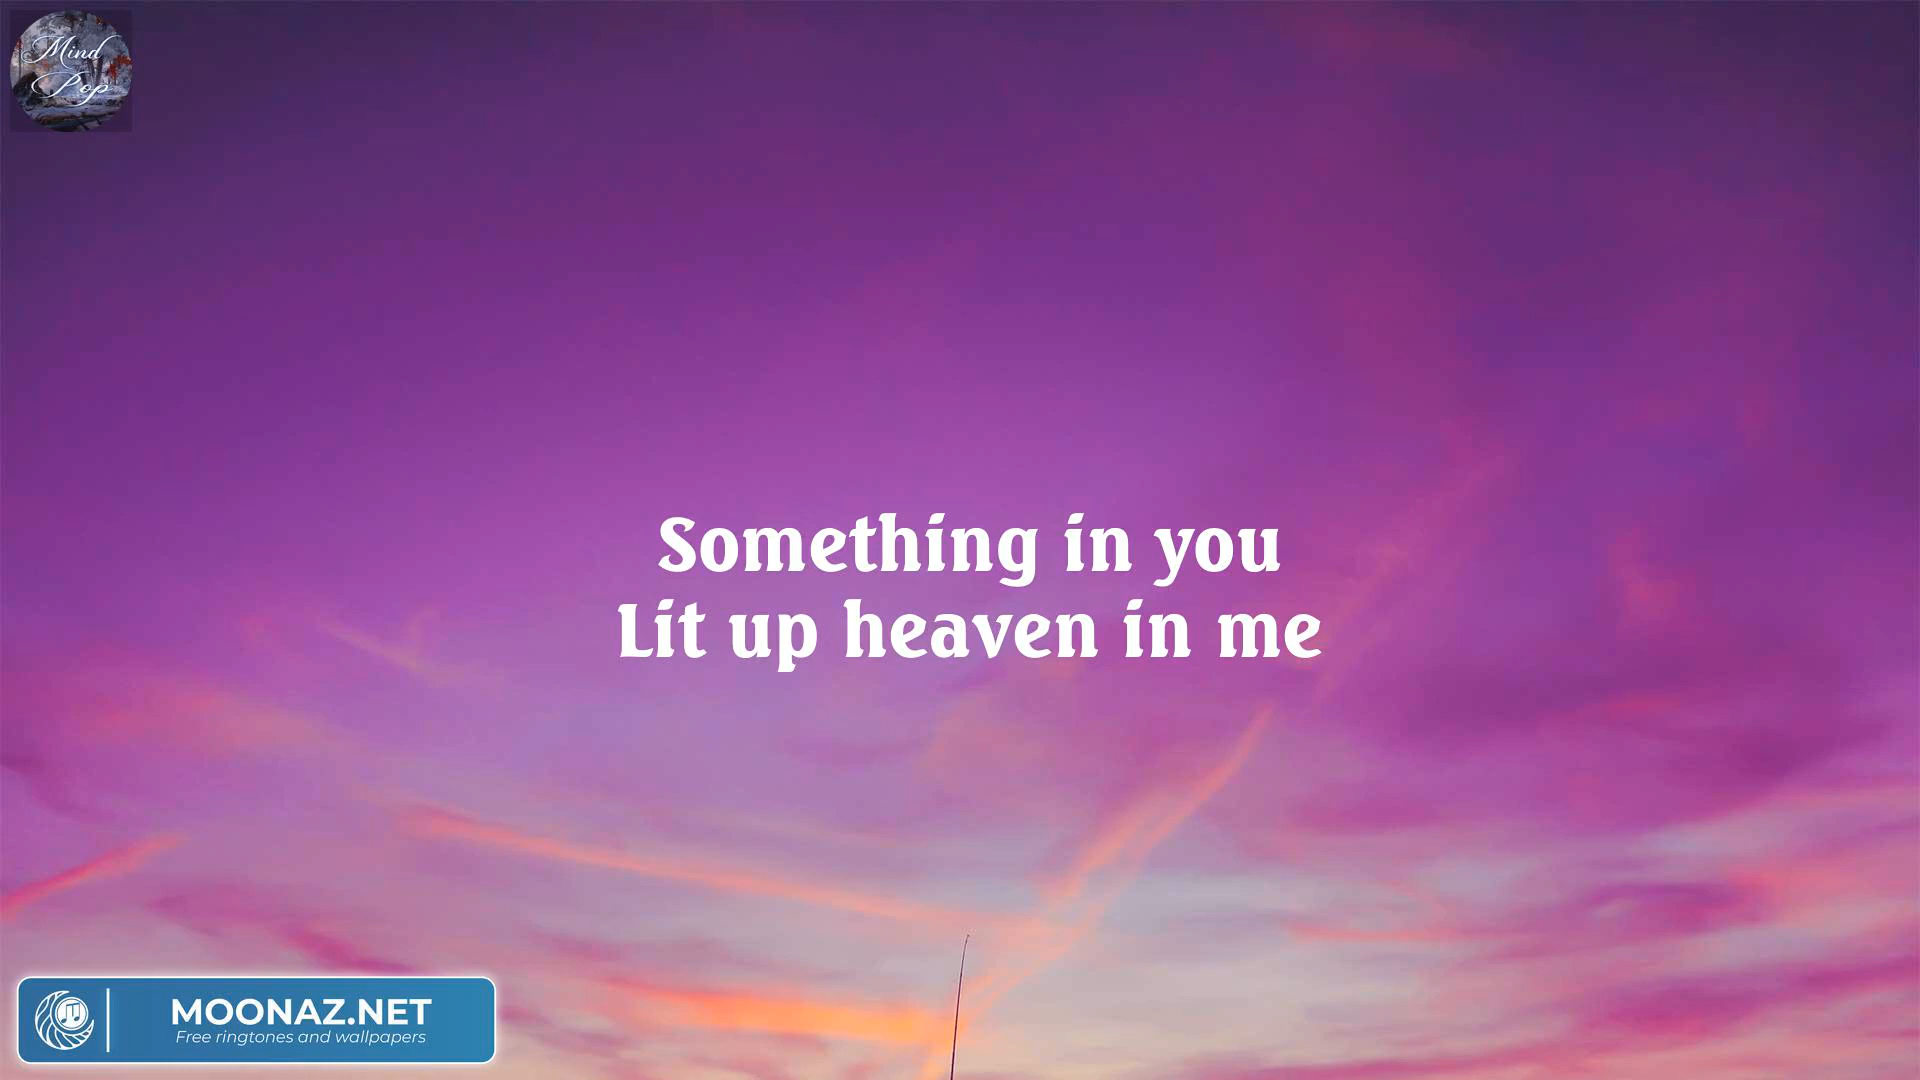 Mind
Pop
Something in you
Lit up heaven in me
MOONAZ.NET
Free ringtones and wallpapers